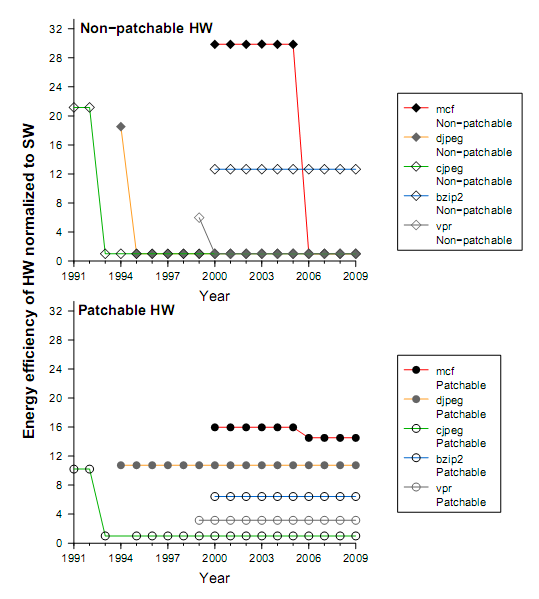 Energy efficiency of HW normalized to SW
Non−patchable HW
32
28
24
20
16
12
8
4
0
1991 1994 1997 2000 2003 2006 2009
Year
mcf
Non−patchable
djpeg
Non−patchable
cjpeg
Non−patchable
bzip2
Non−patchable
vpr
Non−patchable
Patchable HW
32
28
24
20
16
12
8
4
0
1991 1994 1997 2000 2003 2006 2009
Year
mcf
Patchable
djpeg
Patchable
cjpeg
Patchable
bzip2
Patchable
vpr
Patchable